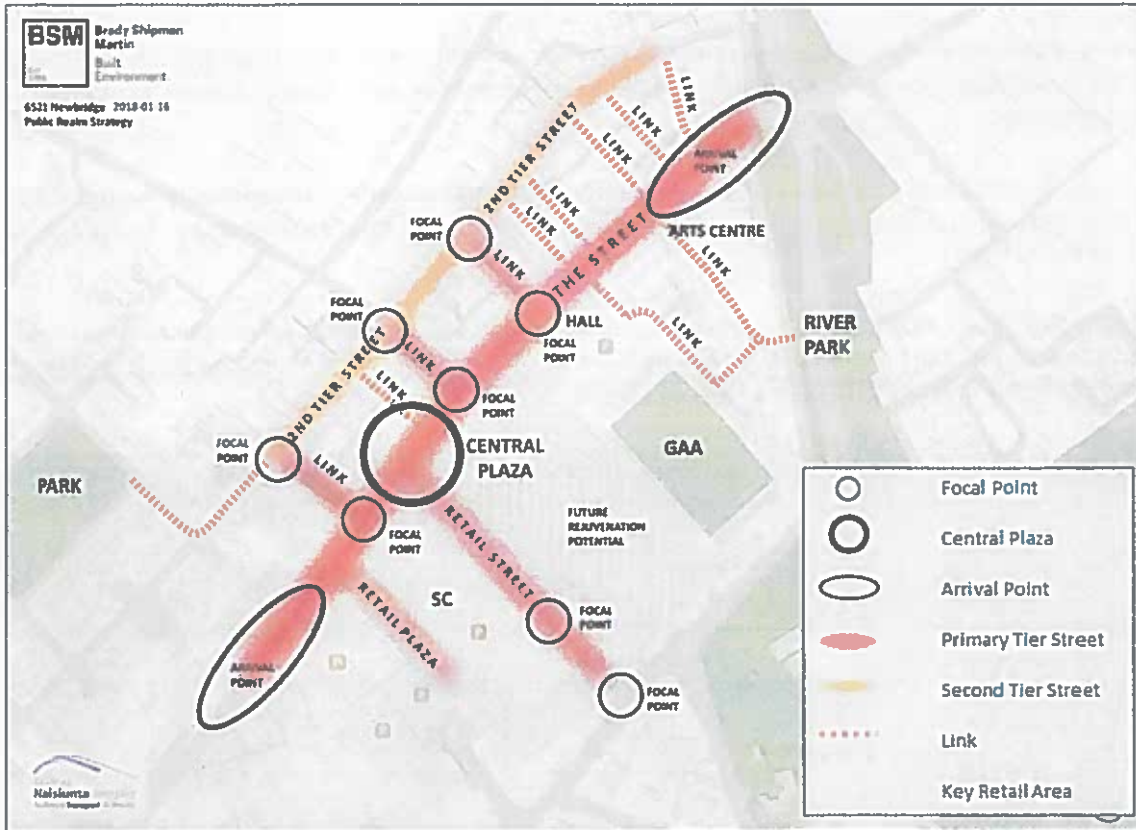 BSM
Brady Shipman
Martin
Built
Environment
6521 Newbridge 2018-01-16
Public Realm Strategy
LINK
LINK
LINK
LINK
LINK
2ND TIER STREET
ARRIVAL
POINT
ARTS CENTRE
THE STREET
FOCAL
POINT
LINK
HALL
FOCAL
POINT
LINK
LINK
RIVER
PARK
FOCAL
POINT
LINK
2ND TIER STREET
LINK
FOCAL
POINT
CENTRAL
PLAZA
GAA
FOCAL
POINT
LINK
PARK
FOCAL
POINT
RETAIL STREET
FUTURE
REJUVENATION
POTENTIAL
RETAIL PLAZA
SC
FOCAL
POINT
ARRIVAL
POINT
FOCAL
POINT
Focal Point
Central Plaza
Arrival Point
Primary Tier Street
Second Tier Street
Link
Key Retail Area
Naisiunta